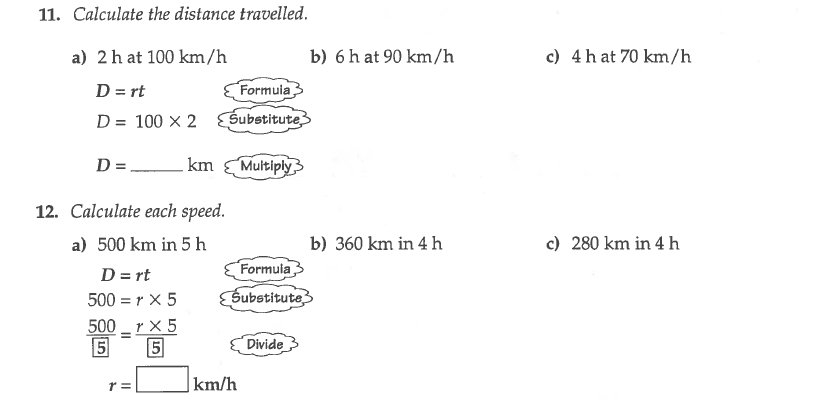 11. Calculate the distance travelled.
a) 2 h at 100 km/h b) 6 h at 90 km/h c) 4 h at 70 km/h
D = rt Formula
D = 100 × 2 Substitute
D = ______ km Multiply
12. Calculate each speed.
a) 500 km in 5 h b) 360 km in 4 h c) 280 km in 4 h
D = rt Formula
500 = r × 5 Substitute
500/5 = r × 5/5 Divide
r = km/h